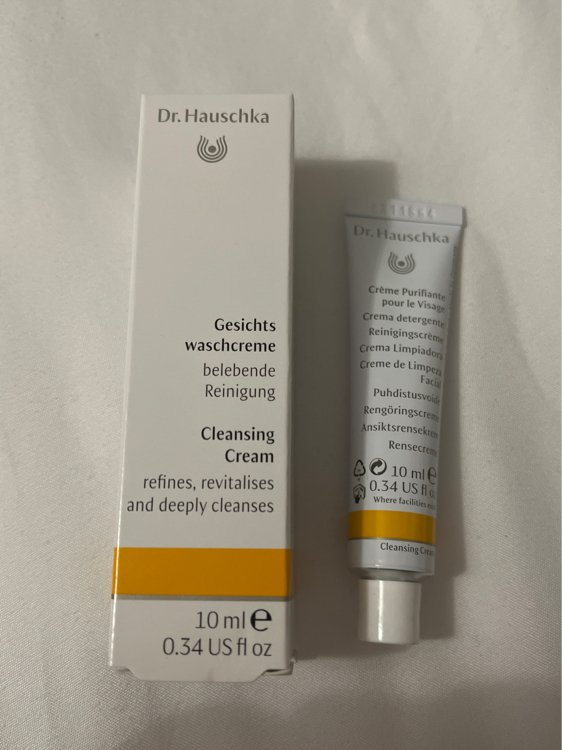 Dr. Hauschka
Gesichts
waschcreme
belebende
Reinigung
Cleansing
Cream
refines, revitalises
and deeply cleanses
10 ml e
0.34 US fl oz
Dr. Hauschka
Crème Purifiante
pour le Visage
Crema detergente
Reinigingscrème
Crema Limpiadora
Creme de Limpeza
Facial
Puhdistusvoide
Rengöringscreme
Ansiktsrensekrem
Rensecreme
10 ml e
0.34 US fl oz
Where facilities
Cleansing Cream